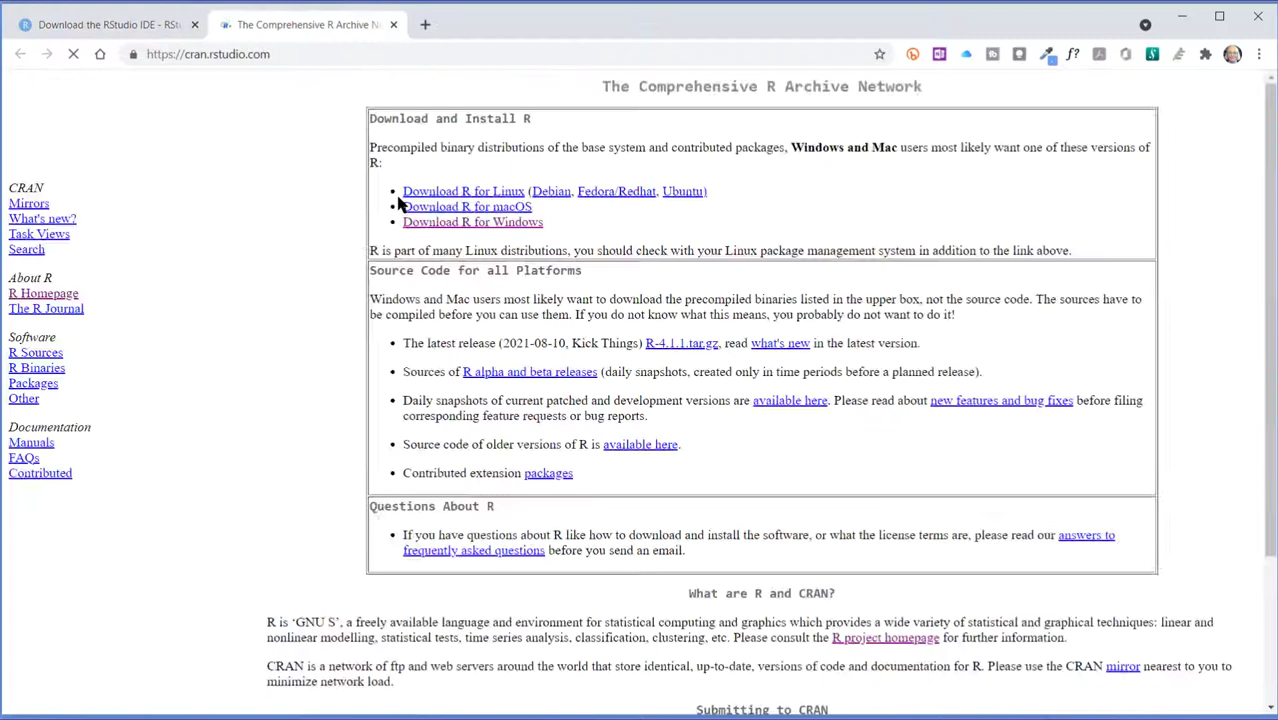 Download the RStudio IDE - RStu
The Comprehensive R Archive Ne
https://cran.rstudio.com
The Comprehensive R Archive Network
CRAN
Mirrors
What's new?
Task Views
Search
About R
R Homepage
The R Journal
Software
R Sources
R Binaries
Packages
Other
Documentation
Manuals
FAQs
Contributed
Download and Install R
Precompiled binary distributions of the base system and contributed packages, Windows and Mac users most likely want one of these versions of
R:
• Download R for Linux (Debian, Fedora/Redhat, Ubuntu)
• Download R for macOS
• Download R for Windows
R is part of many Linux distributions, you should check with your Linux package management system in addition to the link above.
Source Code for all Platforms
Windows and Mac users most likely want to download the precompiled binaries listed in the upper box, not the source code. The sources have to
be compiled before you can use them. If you do not know what this means, you probably do not want to do it!
• The latest release (2021-08-10, Kick Things) R-4.1.1.tar.gz, read what's new in the latest version.
• Sources of R alpha and beta releases (daily snapshots, created only in time periods before a planned release).
• Daily snapshots of current patched and development versions are available here. Please read about new features and bug fixes before filing
corresponding feature requests or bug reports.
• Source code of older versions of R is available here.
• Contributed extension packages
Questions About R
• If you have questions about R like how to download and install the software, or what the license terms are, please read our answers to
frequently asked questions before you send an email.
What are R and CRAN?
R is ‘GNU S’, a freely available language and environment for statistical computing and graphics which provides a wide variety of statistical and graphical techniques: linear and
nonlinear modelling, statistical tests, time series analysis, classification, clustering, etc. Please consult the R project homepage for further information.
CRAN is a network of ftp and web servers around the world that store identical, up-to-date, versions of code and documentation for R. Please use the CRAN mirror nearest to you to
minimize network load.
Submitting to CRAN